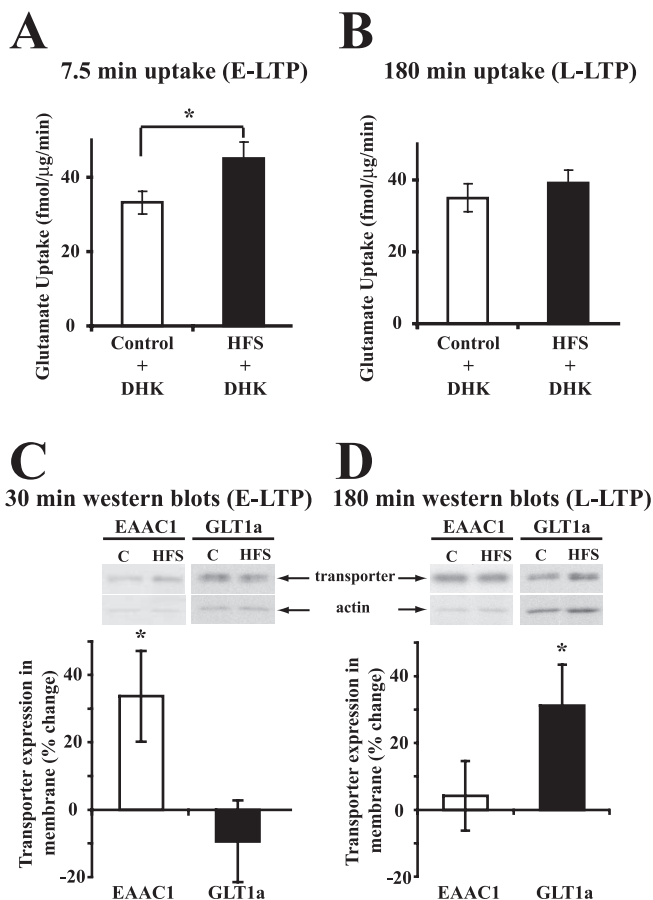 A
7.5 min uptake (E-LTP)
Glutamate Uptake (fmol/µg/min)
40
20
0
*
Control
+
DHK
HFS
+
DHK
B
180 min uptake (L-LTP)
Glutamate Uptake (fmol/µg/min)
40
20
0
Control
+
DHK
HFS
+
DHK
C
30 min western blots (E-LTP)
EAAC1 GLT1a
C HFS C HFS
D
180 min western blots (L-LTP)
EAAC1 GLT1a
C HFS C HFS
transporter
actin
Transporter expression in
membrane (% change)
40
20
0
-20
*
EAAC1 GLT1a
Transporter expression in
membrane (% change)
40
20
0
-20
*
EAAC1 GLT1a